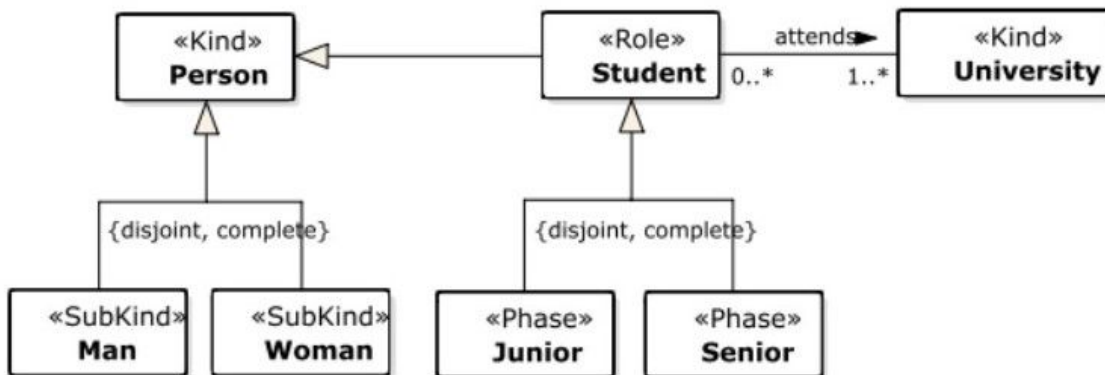 «Kind»
Person
«Role»
Student
attends
0..*
1..*
«Kind»
University
{disjoint, complete}
{disjoint, complete}
«SubKind»
Man
«SubKind»
Woman
«Phase»
Junior
«Phase»
Senior